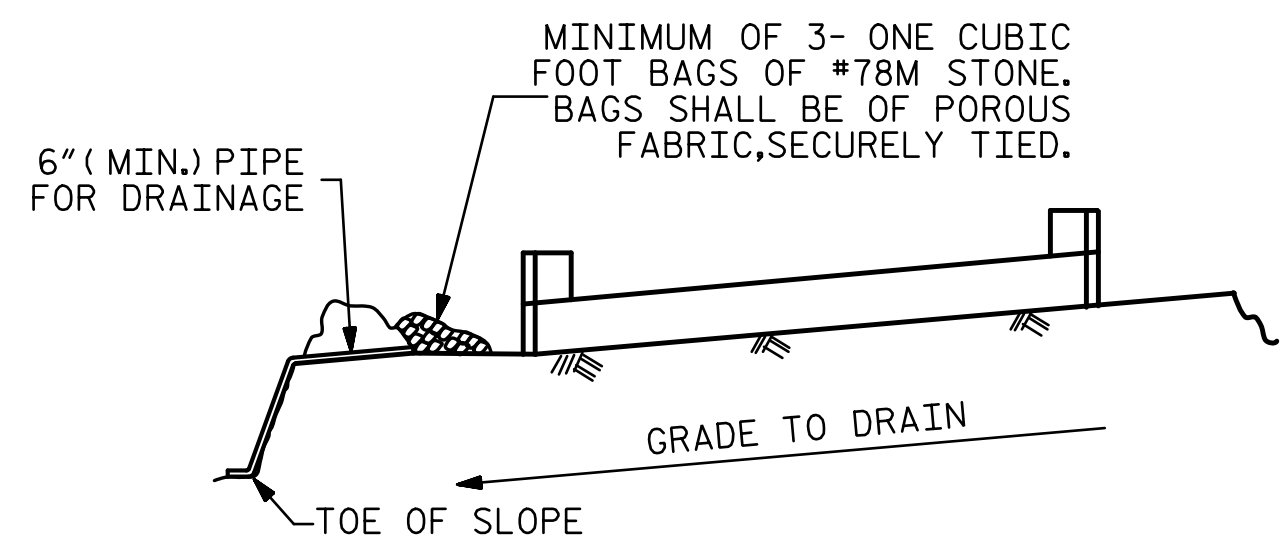 MINIMUM OF 3- ONE CUBIC
FOOT BAGS OF #78M STONE.
BAGS SHALL BE OF POROUS
FABRIC,SECURELY TIED.
6"(MIN.) PIPE
FOR DRAINAGE
GRADE TO DRAIN
TOE OF SLOPE